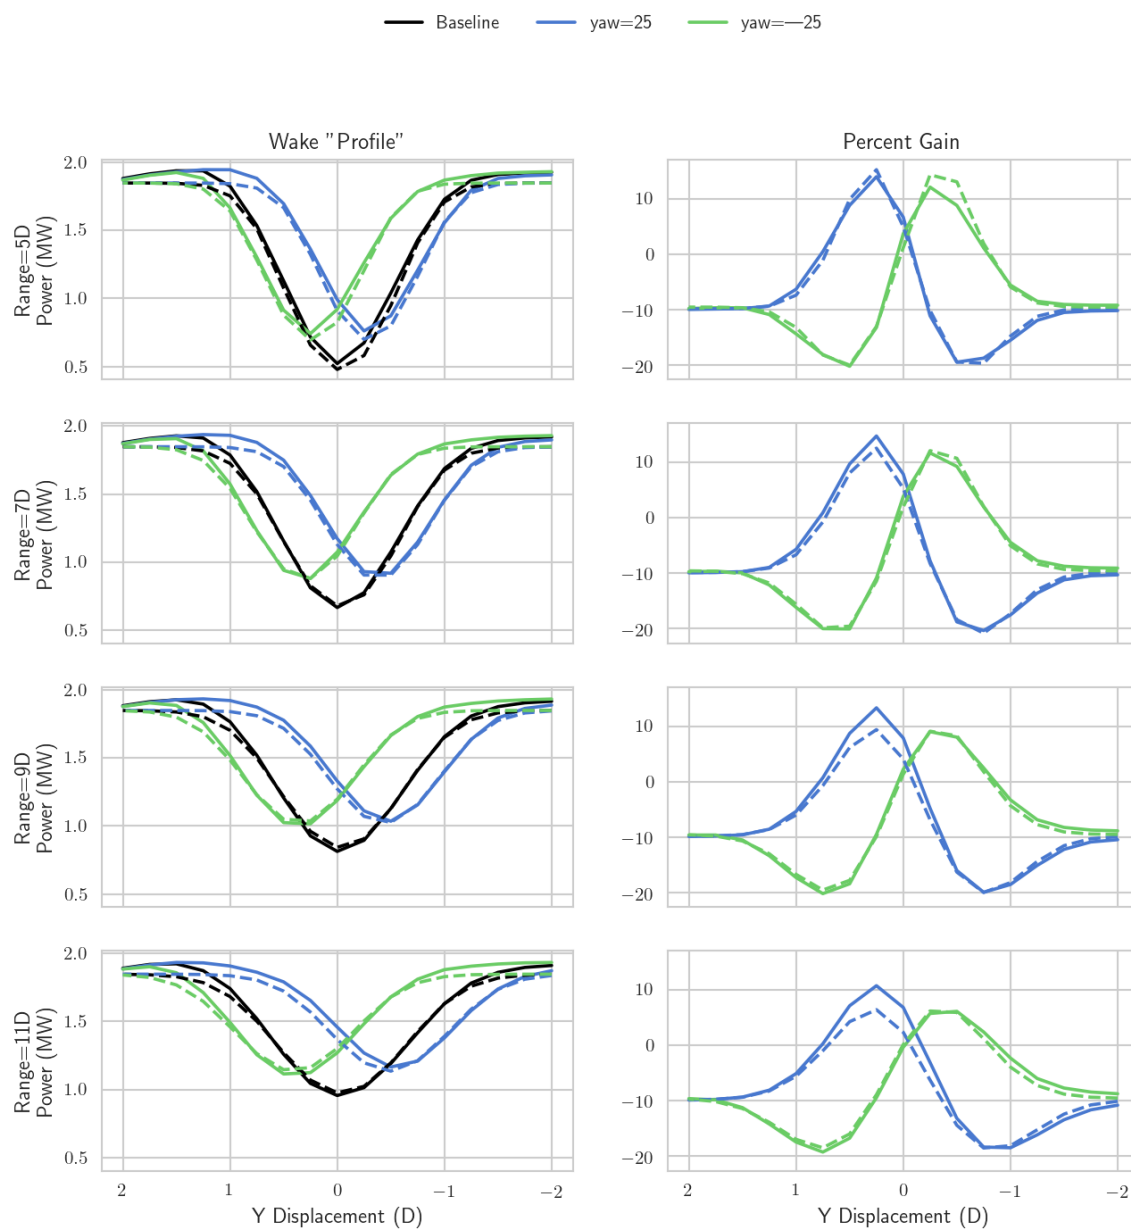 Baseline yaw=25 yaw=—25
Wake "Profile" Percent Gain
Range=5D
Power (MW)
2.0
1.5
1.0
0.5
10
0
−10
−20
Range=7D
Power (MW)
2.0
1.5
1.0
0.5
10
0
−10
−20
Range=9D
Power (MW)
2.0
1.5
1.0
0.5
10
0
−10
−20
Range=11D
Power (MW)
2.0
1.5
1.0
0.5
10
0
−10
−20
2 1 0 −1 −2
Y Displacement (D)
2 1 0 −1 −2
Y Displacement (D)